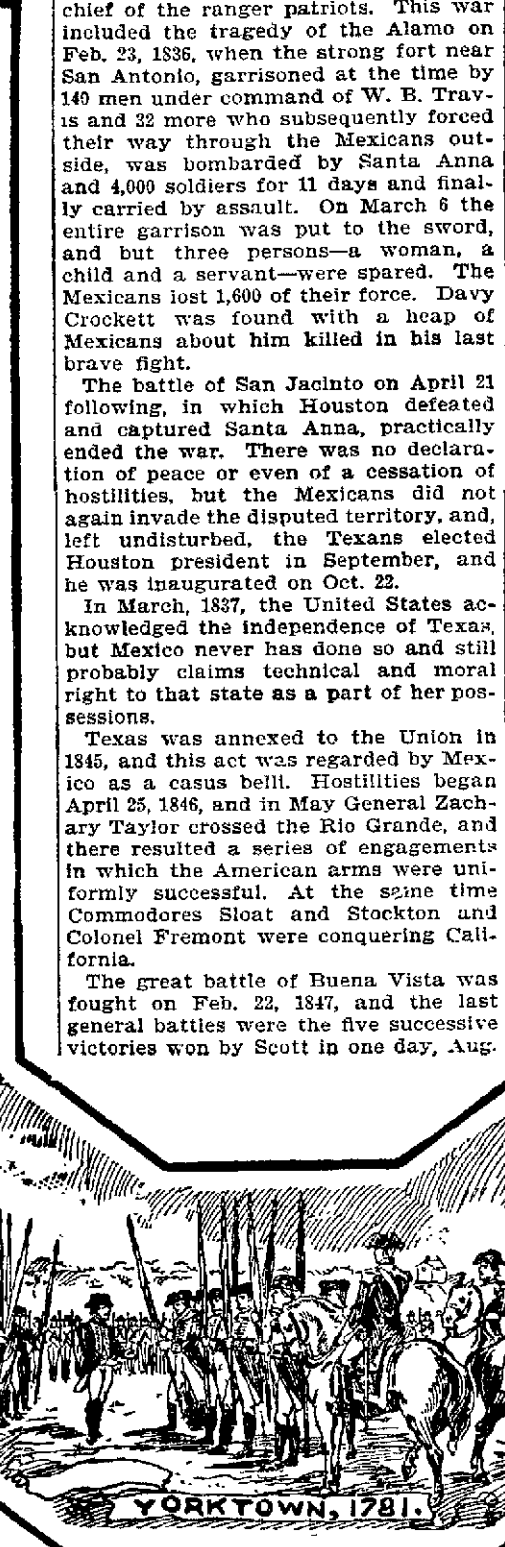 chief of the ranger patriots. This war
included the tragedy of the Alamo on
Feb. 23, 1836, when the strong fort near
San Antonio, garrisoned at the time by
140 men under command of W. B. Trav-
is and 32 more who subsequently forced
their way through the Mexicans out-
side, was bombarded by Santa Anna
and 4,000 soldiers for 11 days and final-
ly carried by assault. On March 6 the
entire garrison was put to the sword,
and but three persons—a woman, a
child and a servant—were spared. The
Mexicans lost 1,600 of their force. Davy
Crockett was found with a heap of
Mexicans about him killed in his last
brave fight.
The battle of San Jacinto on April 21
following, in which Houston defeated
and captured Santa Anna, practically
ended the war. There was no declara-
tion of peace or even of a cessation of
hostilities, but the Mexicans did not
again invade the disputed territory, and,
left undisturbed, the Texans elected
Houston president in September, and
he was inaugurated on Oct. 22.
In March, 1837, the United States ac-
knowledged the independence of Texas,
but Mexico never has done so and still
probably claims technical and moral
right to that state as a part of her pos-
sessions.
Texas was annexed to the Union in
1845, and this act was regarded by Mex-
ico as a casus belli. Hostilities began
April 25, 1846, and in May General Zach-
ary Taylor crossed the Rio Grande, and
there resulted a series of engagements
in which the American arms were uni-
formly successful. At the same time
Commodores Sloat and Stockton and
Colonel Fremont were conquering Cali-
fornia.
The great battle of Buena Vista was
fought on Feb. 22, 1847, and the last
general battles were the five successive
victories won by Scott in one day, Aug.
YORKTOWN, 1781.